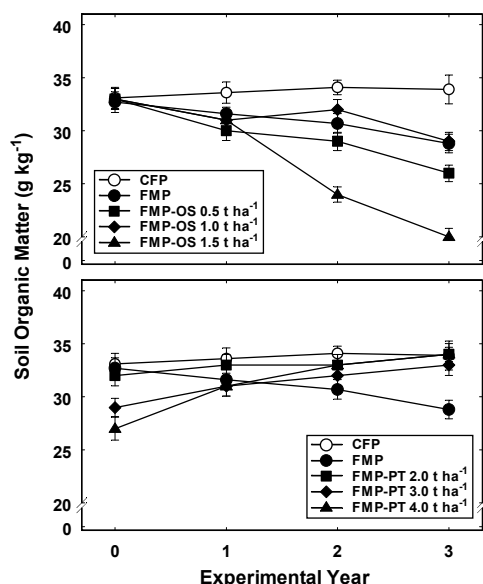 Soil Organic Matter (g kg-1)
40
35
30
25
20
0
CFP
FMP
FMP-OS 0.5 t ha-1
FMP-OS 1.0 t ha-1
FMP-OS 1.5 t ha-1
40
35
30
25
20
0
CFP
FMP
FMP-PT 2.0 t ha-1
FMP-PT 3.0 t ha-1
FMP-PT 4.0 t ha-1
0 1 2 3
Experimental Year